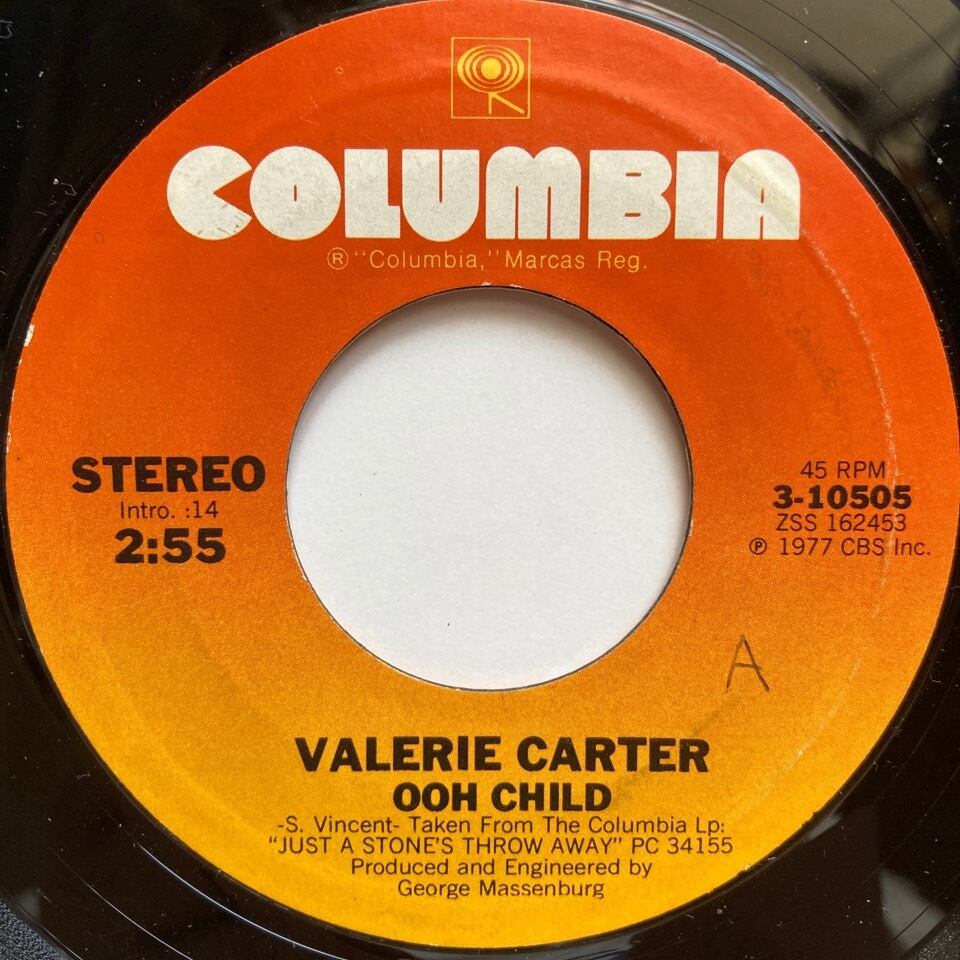 COLUMBIA
®"Columbia," Marcas Reg.
STEREO
Intro. :14
2:55
45 RPM
3-10505
ZSS 162453
℗ 1977 CBS Inc.
A
VALERIE CARTER
OOH CHILD
-S. Vincent- Taken From The Columbia Lp:
"JUST A STONE'S THROW AWAY" PC 34155
Produced and Engineered by
George Massenburg